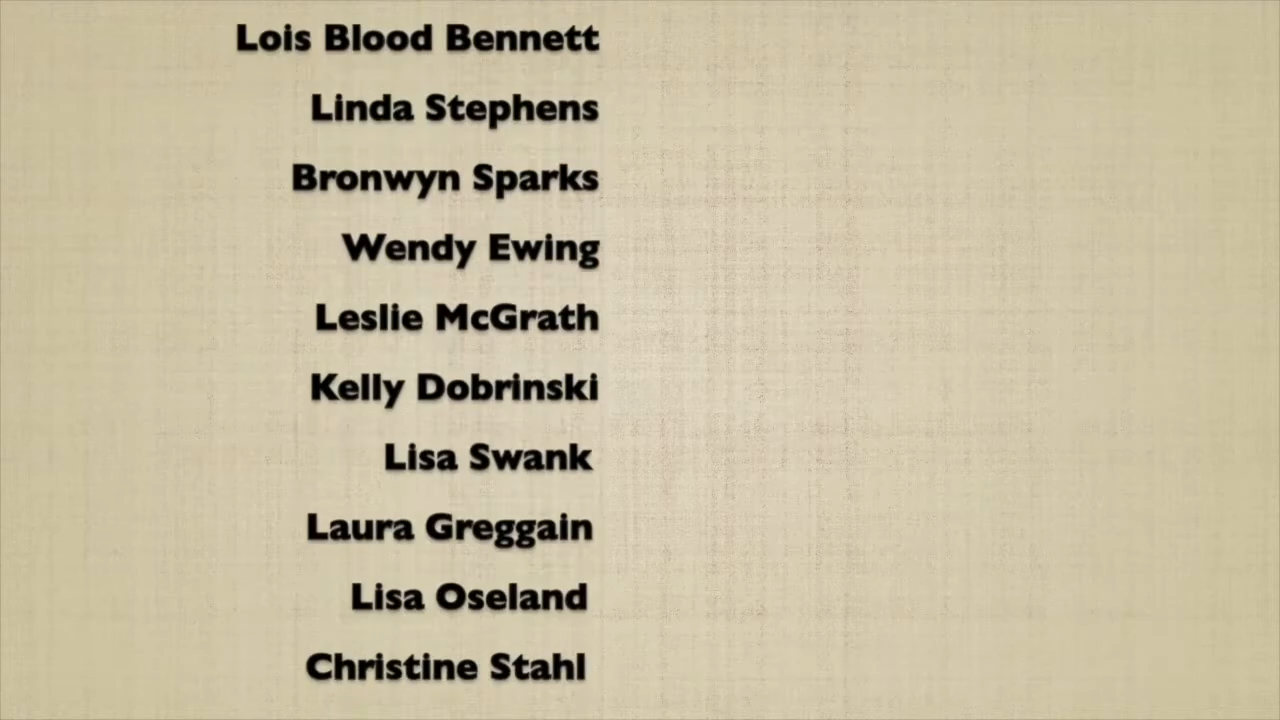 Lois Blood Bennett
Linda Stephens
Bronwyn Sparks
Wendy Ewing
Leslie McGrath
Kelly Dobrinski
Lisa Swank
Laura Greggain
Lisa Oseland
Christine Stahl